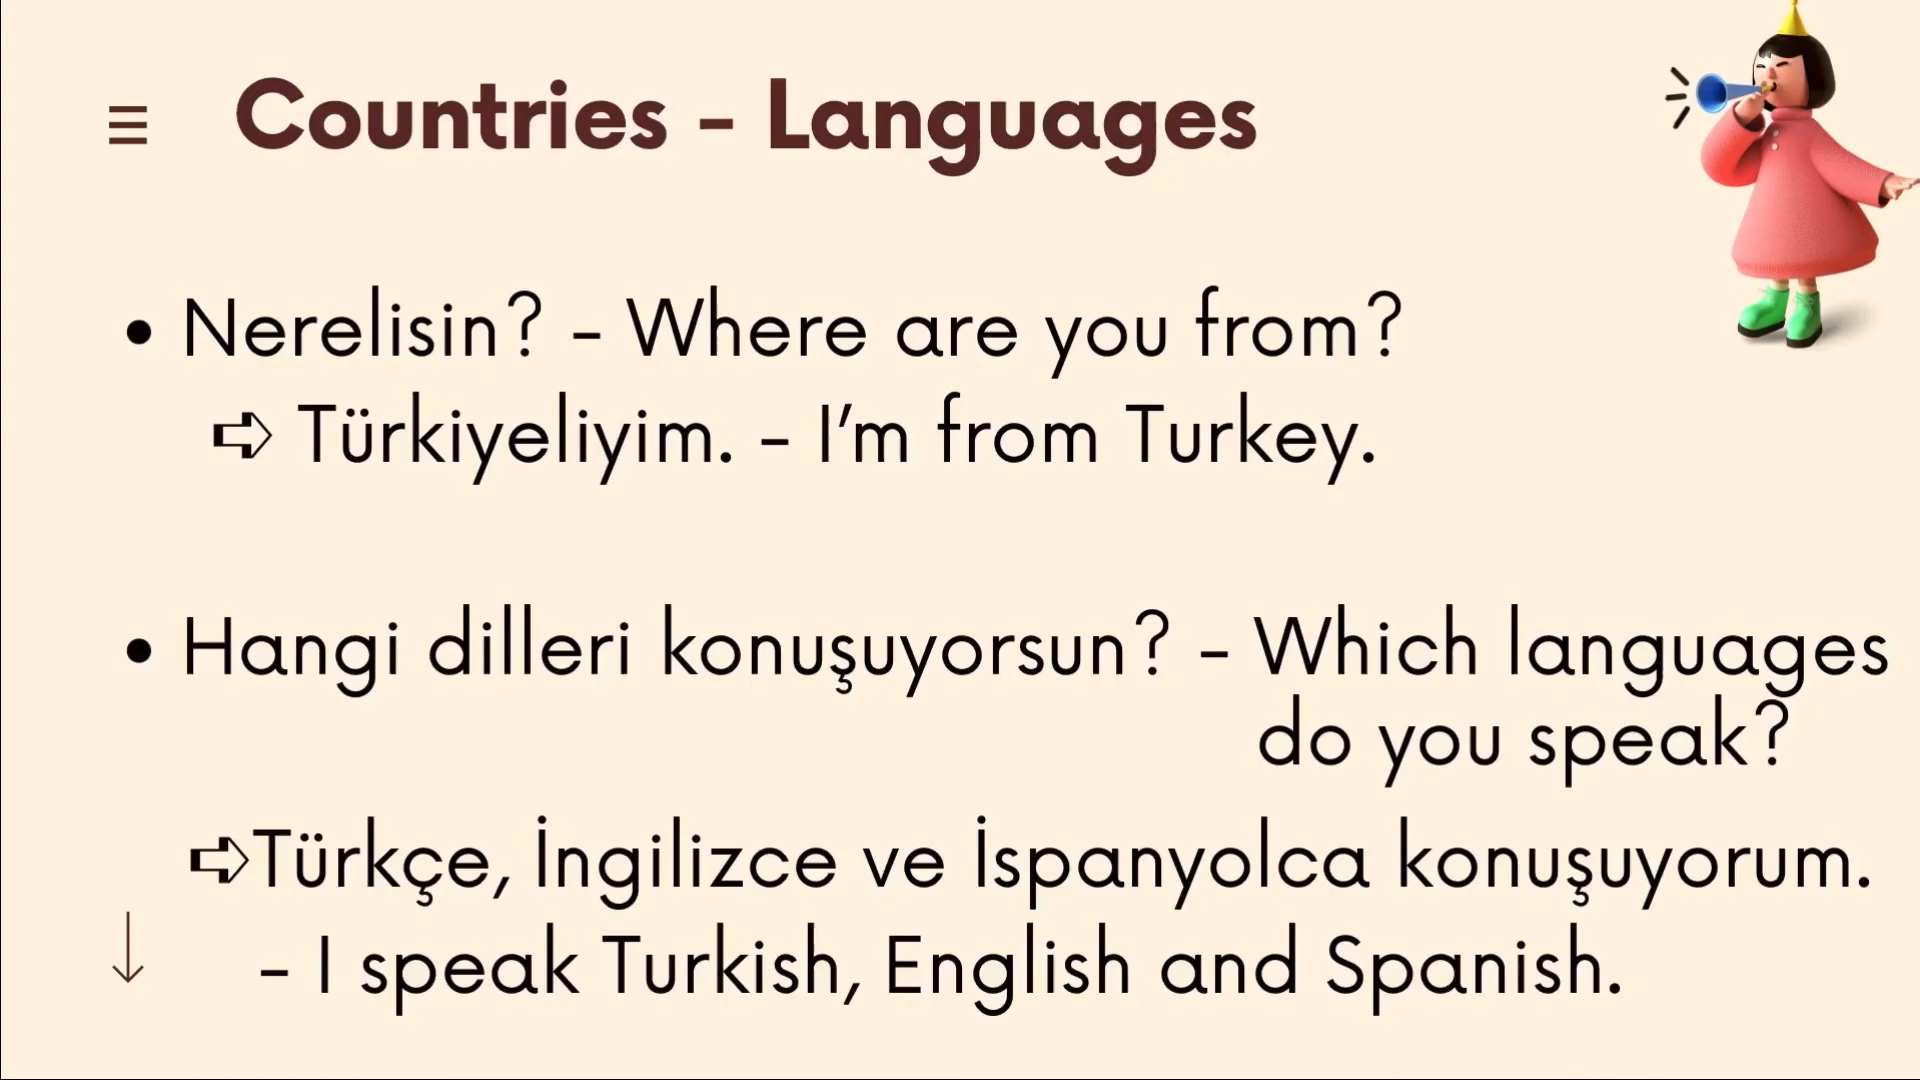 Countries - Languages
• Nerelisin? - Where are you from?
➪ Türkiyeliyim. - I'm from Turkey.
• Hangi dilleri konuşuyorsun? - Which languages
do you speak?
➪Türkçe, İngilizce ve İspanyolca konuşuyorum.
- I speak Turkish, English and Spanish.